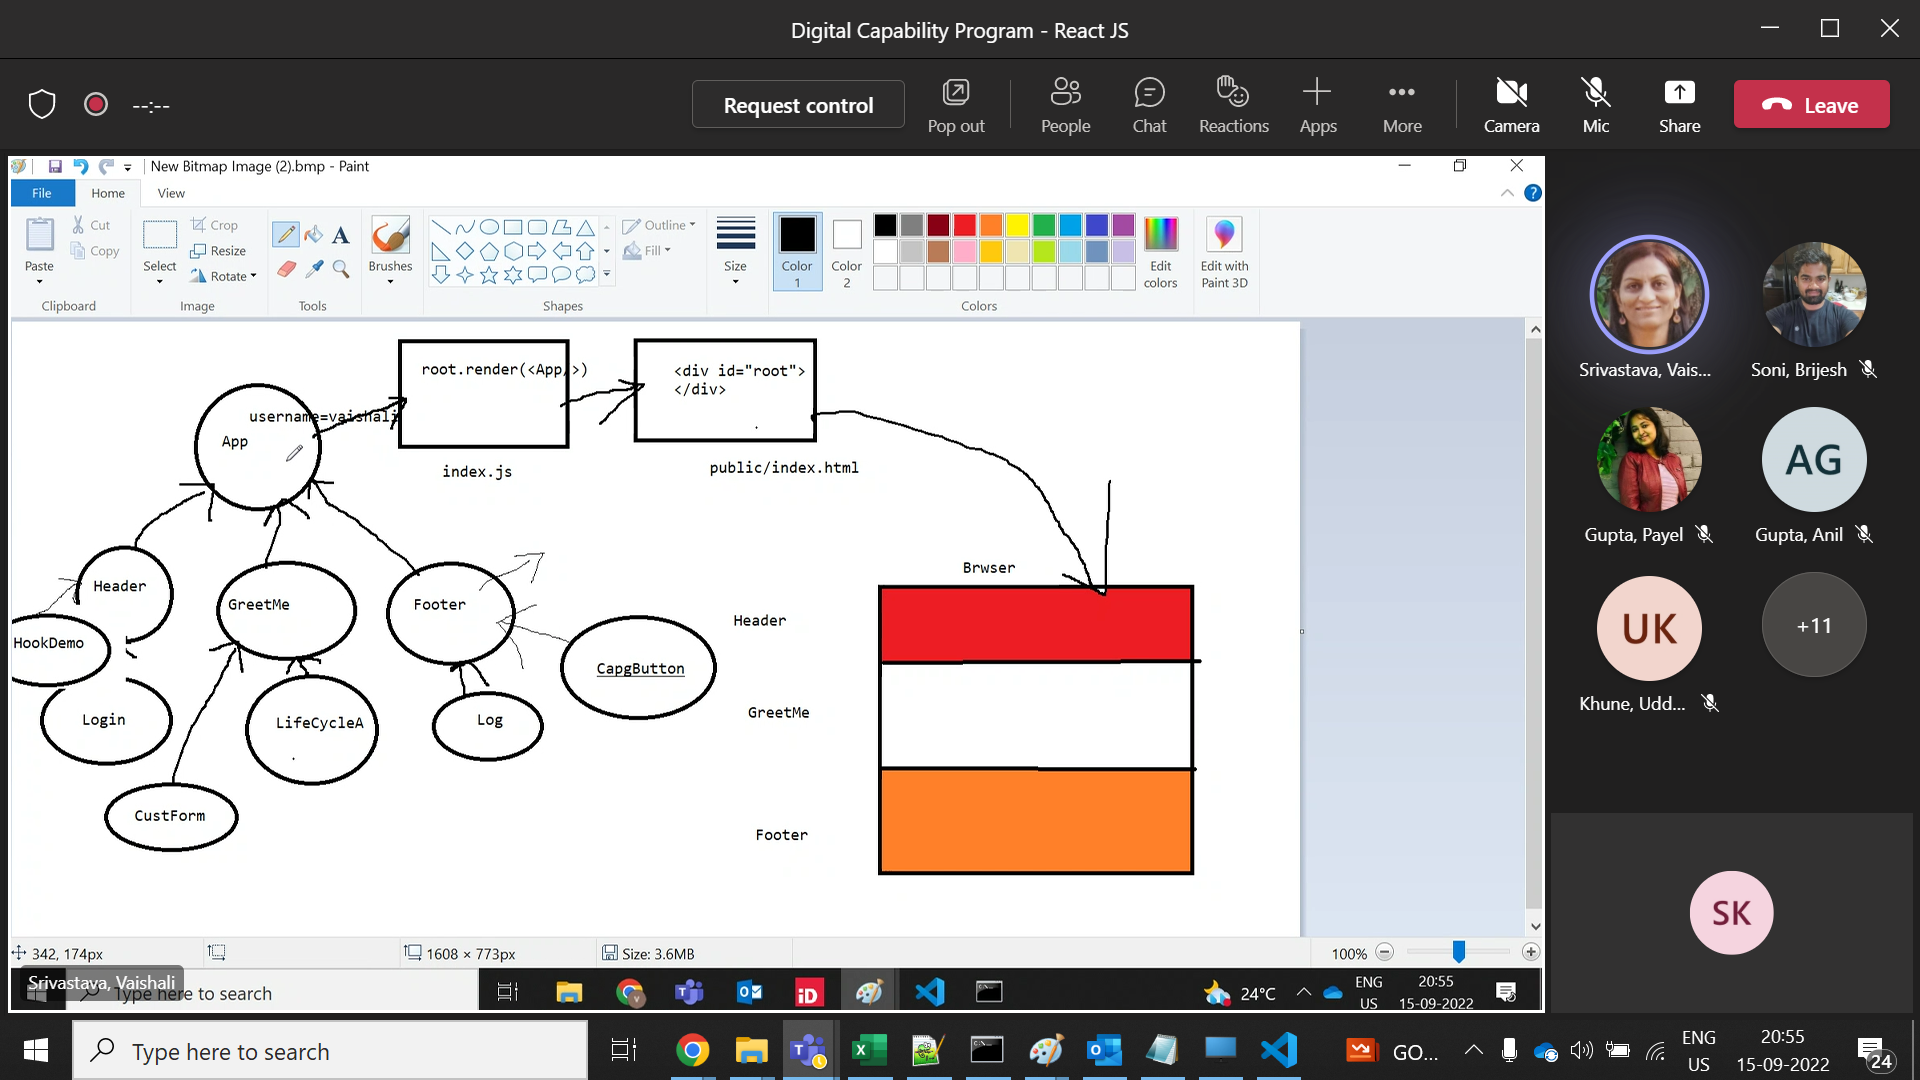 Digital Capability Program - React JS
--:--
Request control
Pop out
People
Chat
Reactions
Apps
More
Camera
Mic
Share
Leave
New Bitmap Image (2).bmp - Paint
File
Home
View
Paste
Cut
Copy
Clipboard
Select
Crop
Resize
Rotate
Image
Tools
Brushes
Shapes
Outline
Fill
Size
Color
1
Color
2
Colors
Edit
colors
Edit with
Paint 3D
root.render(<App/>)
<div id="root">
</div>
username=vaishali
App
index.js
public/index.html
Header
GreetMe
Footer
HookDemo
CapgButton
Login
LifeCycleA
Log
CustForm
Brwser
Header
GreetMe
Footer
342, 174px
1608 × 773px
Size: 3.6MB
100%
Srivastava, Vaishali
Type here to search
iD
24°C
ENG
US
20:55
15-09-2022
Srivastava, Vais...
Soni, Brijesh
Gupta, Payel
AG
Gupta, Anil
UK
Khune, Udd...
+11
SK
Type here to search
GO...
ENG
US
20:55
15-09-2022
24